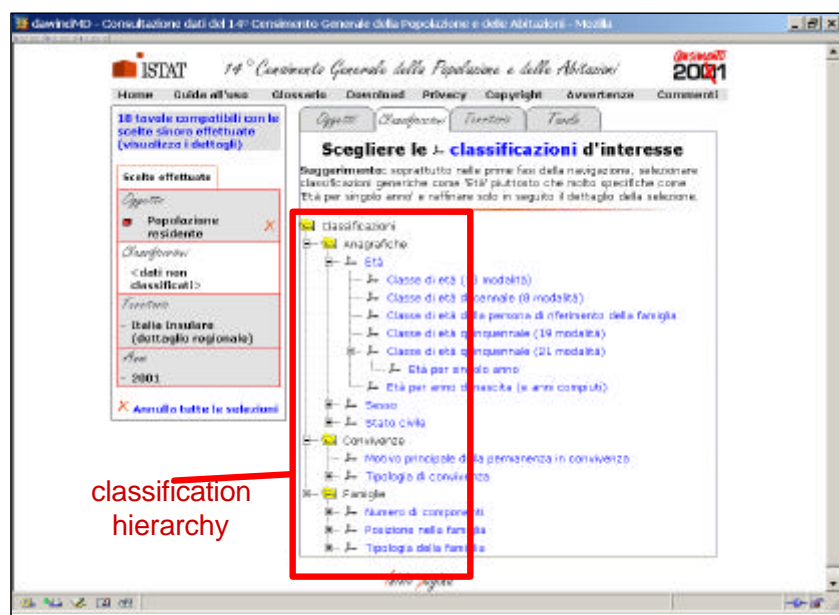 dawinciMD - Consultazione dati del 14º Censimento Generale della Popolazione e delle Abitazioni - Mozilla
ISTAT 14° Censimento Generale della Popolazione e delle Abitazioni
Censimento 2001
Home Guida all'uso Glossario Download Privacy Copyright Avvertenze Commenti
18 tavole compatibili con le
scelte sinora effettuate
(visualizza i dettagli)
Scelte effettuate
Oggetto
Popolazione
residente
X
Classificazioni
<dati non
classificati>
Territorio
- Italia Insulare
(dettaglio regionale)
Anno
- 2001
X Annulla tutte le selezioni
Oggetto Classificazioni Territorio Tavola
Scegliere le classificazioni d'interesse
Suggerimento: soprattutto nelle prime fasi della navigazione, selezionare
classificazioni generiche come 'Età' piuttosto che molto specifiche come
'Età per singolo anno' e raffinare solo in seguito il dettaglio della selezione.
Classificazioni
Anagrafiche
Età
Classe di età (13 modalità)
Classe di età decennale (8 modalità)
Classe di età della persona di riferimento della famiglia
Classe di età quinquennale (19 modalità)
Classe di età quinquennale (21 modalità)
Età per singolo anno
Età per anno di nascita (e anni compiuti)
Sesso
Stato civile
Convivenze
Motivo principale della permanenza in convivenza
Tipologia di convivenza
Famiglie
Numero di componenti
Posizione nella famiglia
Tipologia della famiglia
classification
hierarchy
pagina